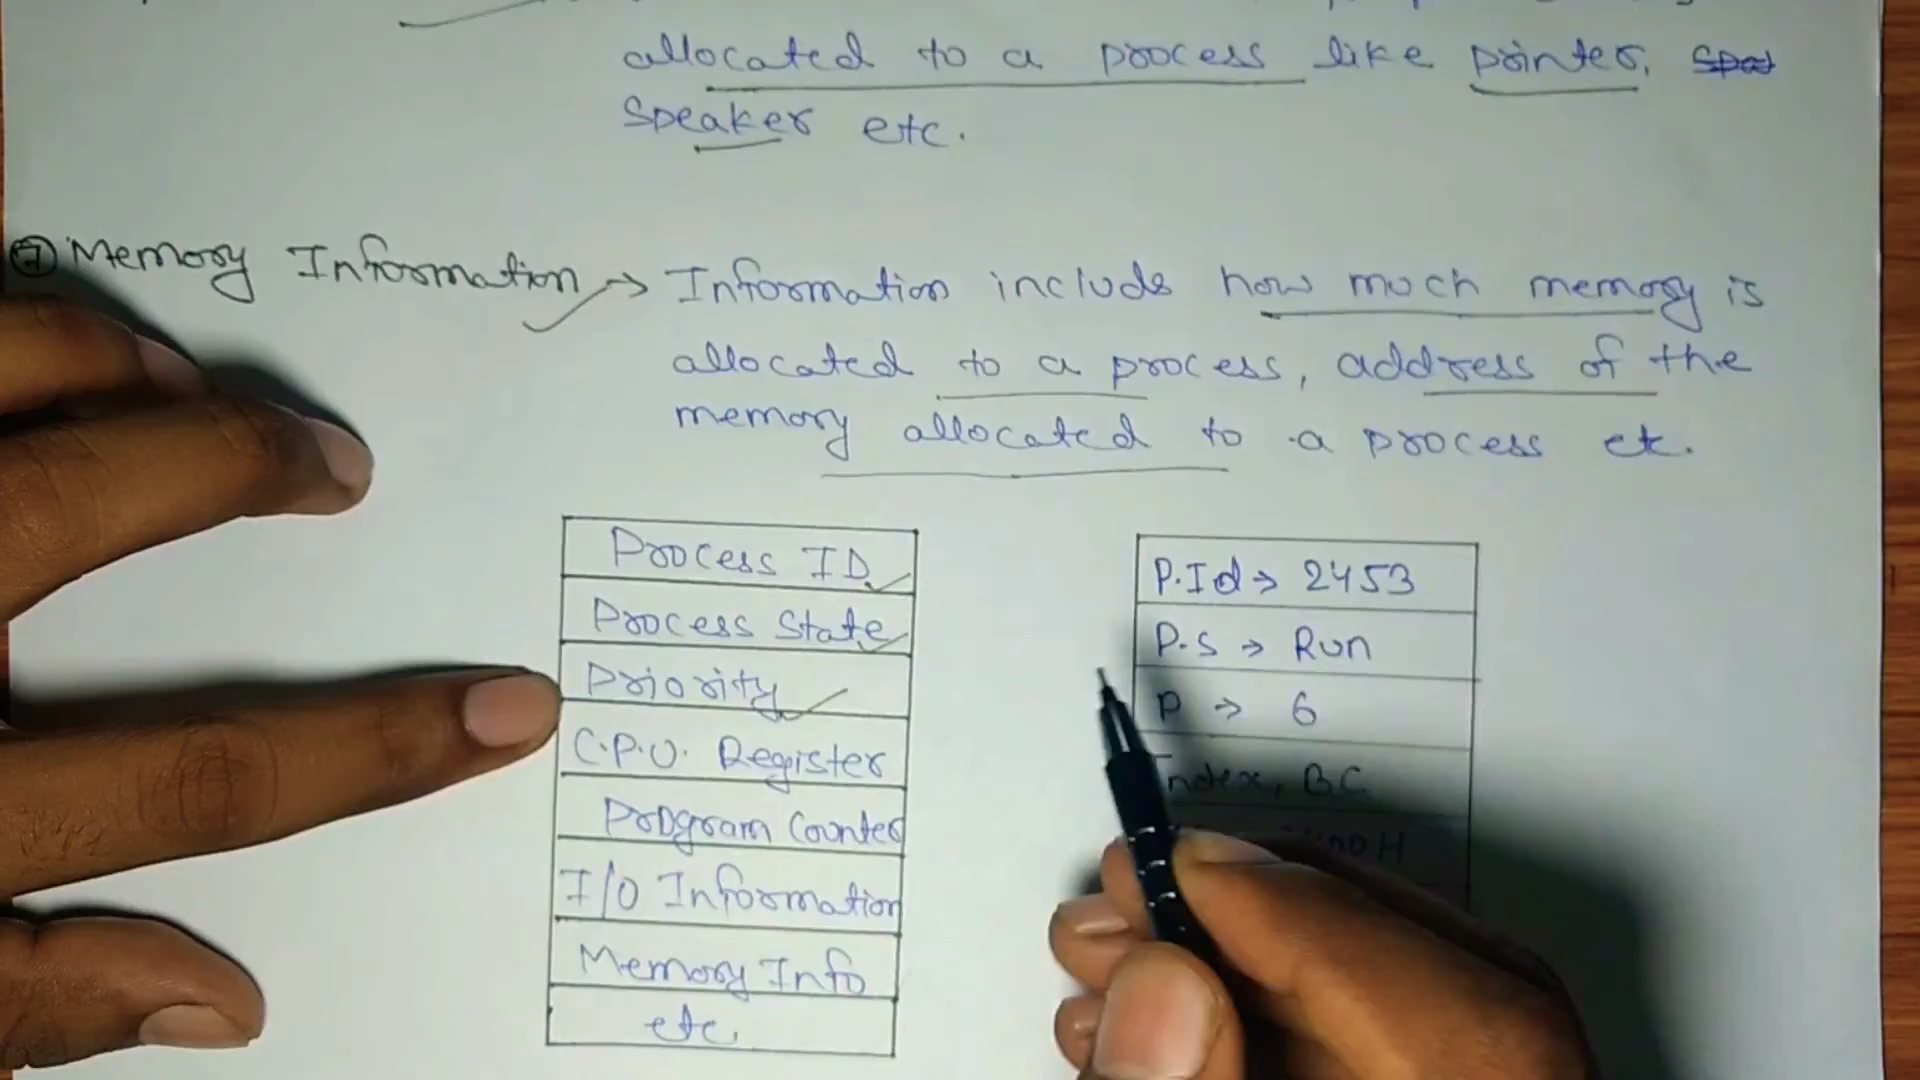 allocated to a process like printer,
Speaker etc.
⑦ Memory Information → Information include how much memory is
allocated to a process, address of the
memory allocated to a process etc.
Process ID
Process State
Priority
C.P.U. Register
Program Counter
I/O Information
Memory Info
etc.
P.Id → 2453
P.S → Run
P → 6
Index, BC